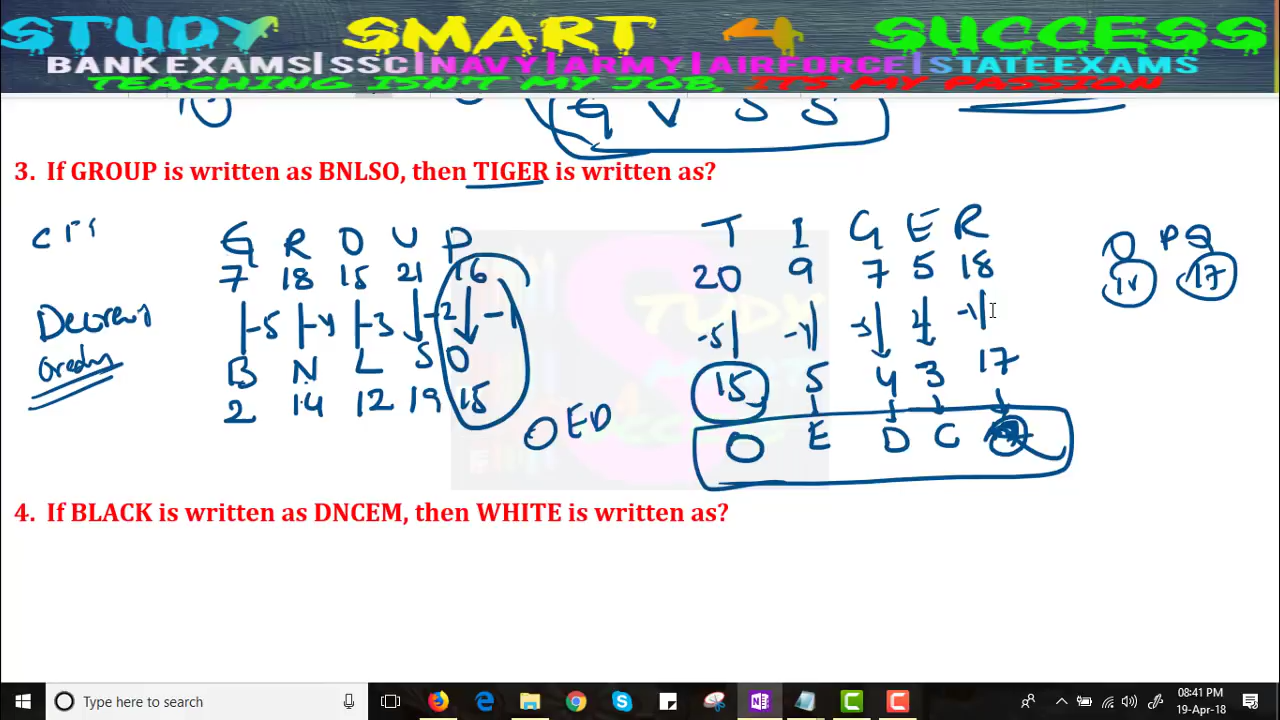 STUDY SMART 4 SUCCESS
BANK EXAMS|SSC|NAVY|ARMY|AIRFORCE|STATE EXAMS
TEACHING ISN'T MY JOB, IT'S MY PASSION
G V S S
3. If GROUP is written as BNLSO, then TIGER is written as?
G R O U P
T I G E R
O P Q
7 18 15 21 16
20 9 7 5 18
17
-5 -4 -3 -2 -1
-5 -4 -3 -1
B N L S O
15 5 4 3 17
2 14 12 19 15
O E D
O E D C
4. If BLACK is written as DNCEM, then WHITE is written as?
TUDY
MART
UCCESS
Type here to search
08:41 PM
19-Apr-18